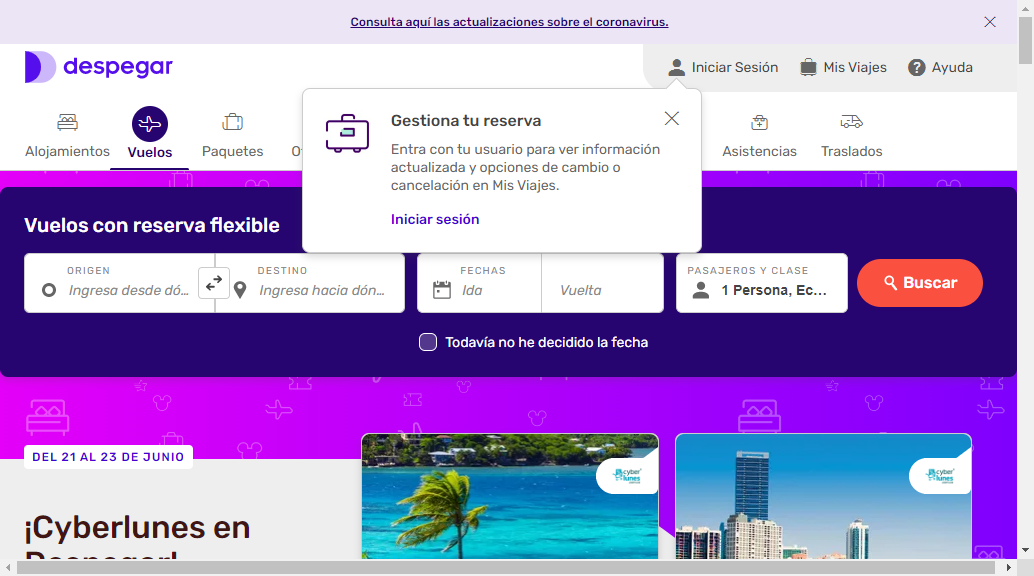 Consulta aquí las actualizaciones sobre el coronavirus.
despegar
Iniciar Sesión
Mis Viajes
Ayuda
Alojamientos
Vuelos
Paquetes
Asistencias
Traslados
Gestiona tu reserva
Entra con tu usuario para ver información
actualizada y opciones de cambio o
cancelación en Mis Viajes.
Iniciar sesión
Vuelos con reserva flexible
ORIGEN
Ingresa desde dó...
DESTINO
Ingresa hacia dón...
FECHAS
Ida
Vuelta
PASAJEROS Y CLASE
1 Persona, Ec...
Buscar
Todavía no he decidido la fecha
DEL 21 AL 23 DE JUNIO
cyber
lunes
cyber
lunes
¡Cyberlunes en
Despegar!